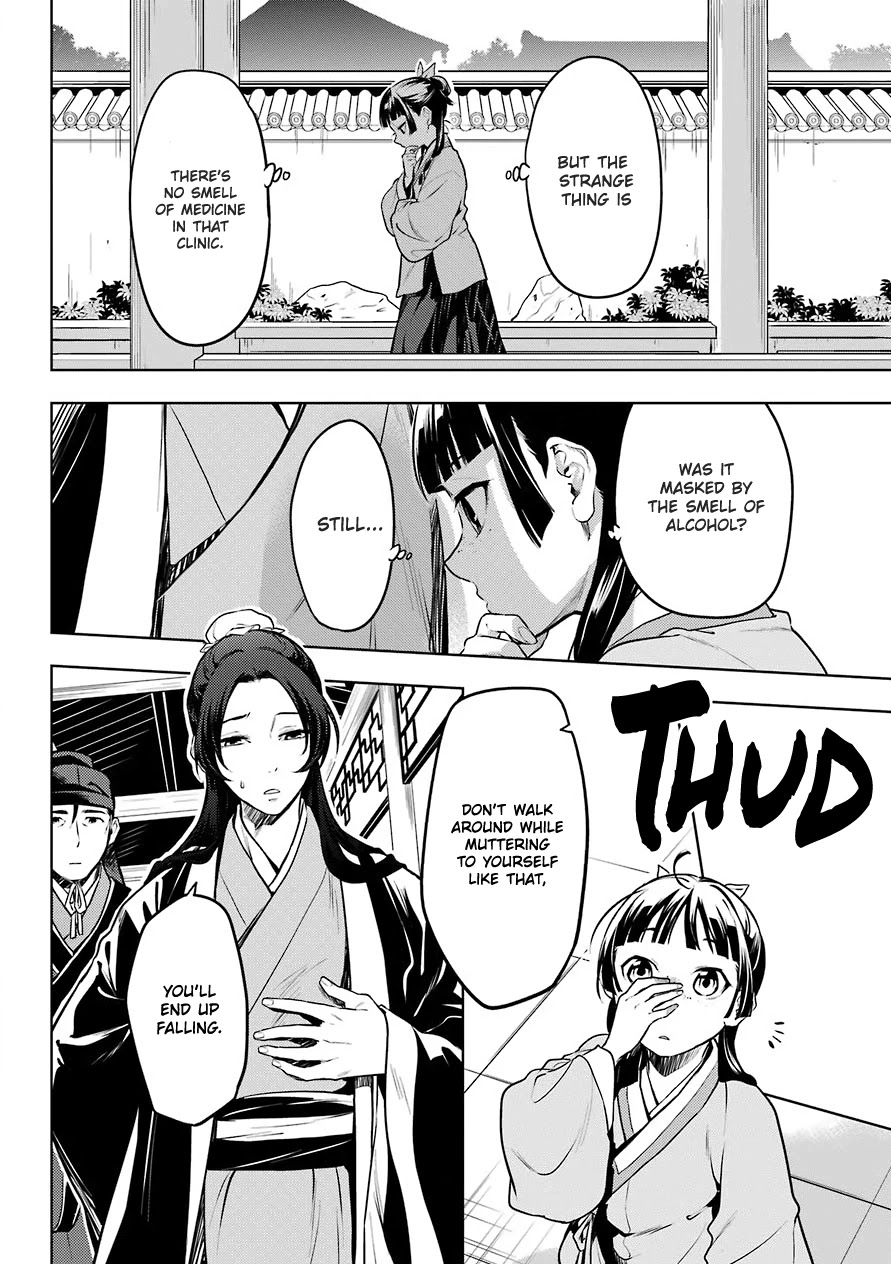 BUT THE
STRANGE
THING IS
THERE'S
NO SMELL
OF MEDICINE
IN THAT
CLINIC.
WAS IT
MASKED BY
THE SMELL OF
ALCOHOL?
STILL...
THUD
DON'T WALK
AROUND WHILE
MUTTERING
TO YOURSELF
LIKE THAT,
YOU'LL
END UP
FALLING.